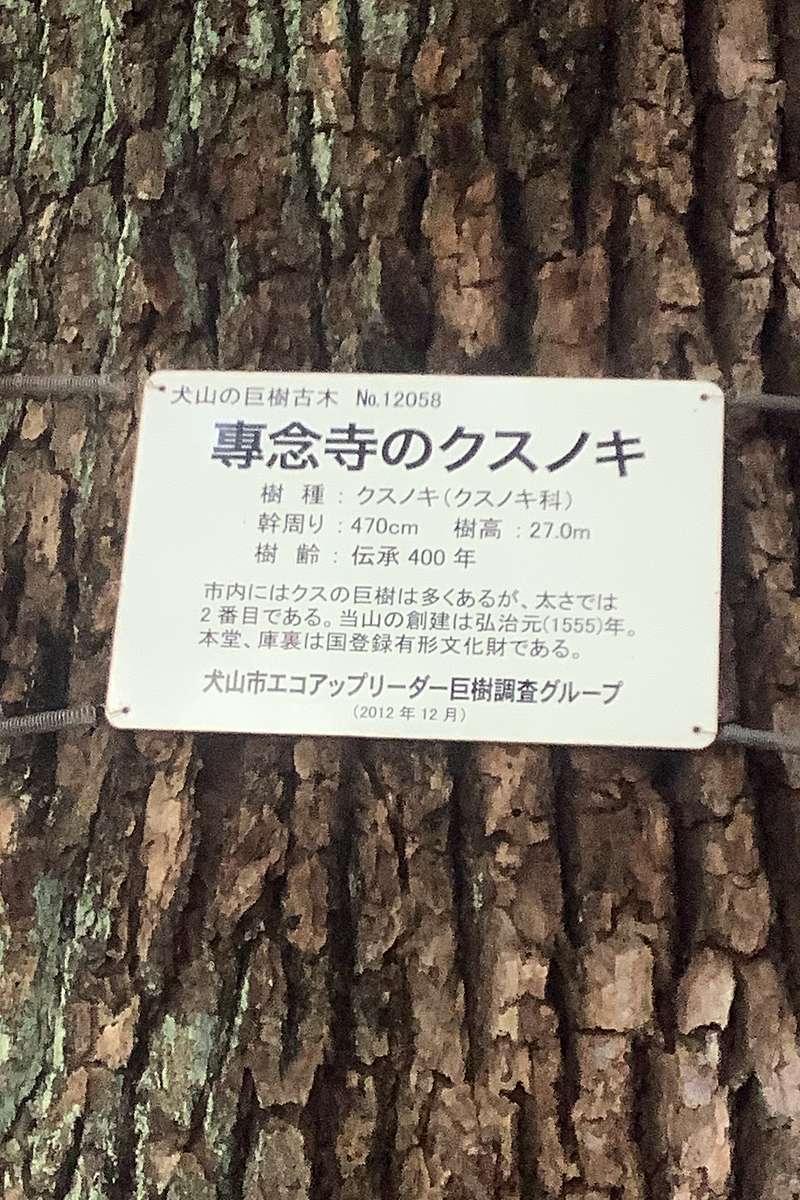 犬山の巨樹古木 No.12058
專念寺のクスノキ
樹 種 : クスノキ(クスノキ科)
幹周り : 470cm 樹高 : 27.0m
樹 齢 : 伝承 400 年
市内にはクスの巨樹は多くあるが、太さでは
2番目である。当山の創建は弘治元(1555)年。
本堂、庫裏は国登録有形文化財である。
犬山市エコアップリーダー巨樹調査グループ
(2012 年 12 月)